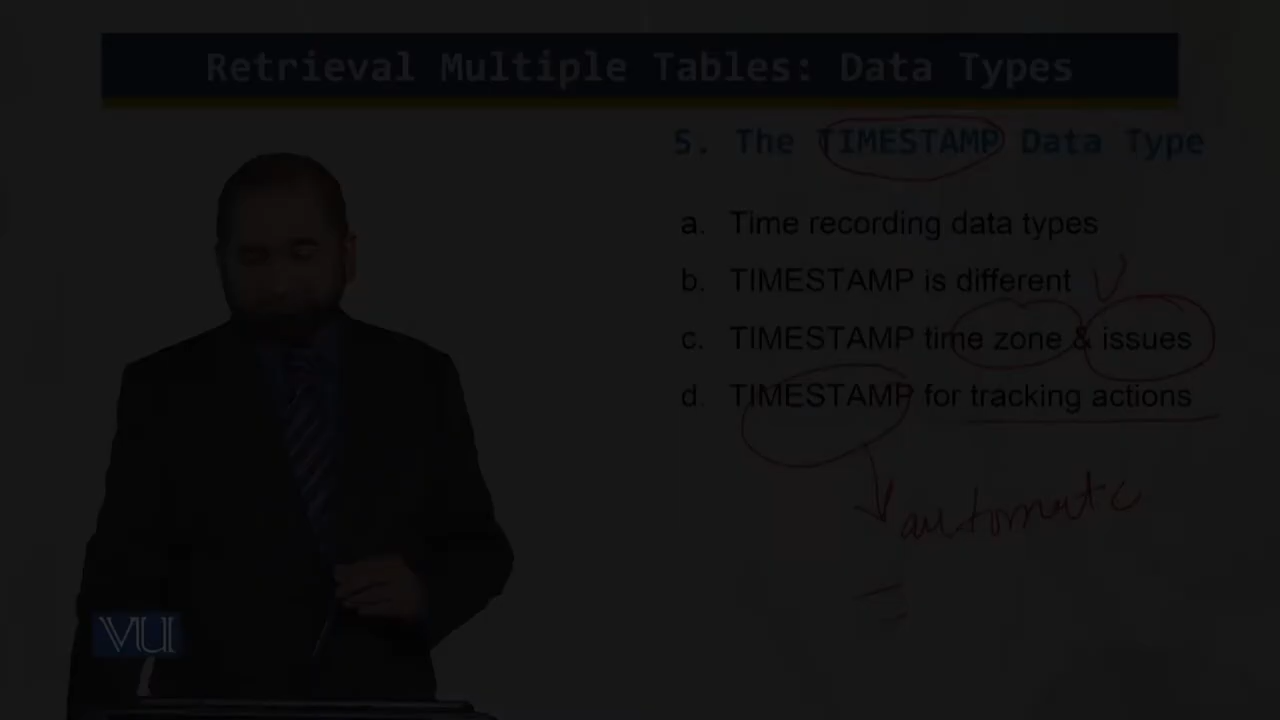 Retrieval Multiple Tables: Data Types
5. The TIMESTAMP Data Type
a. Time recording data types
b. TIMESTAMP is different
c. TIMESTAMP time zone & issues
d. TIMESTAMP for tracking actions
automatic
VU